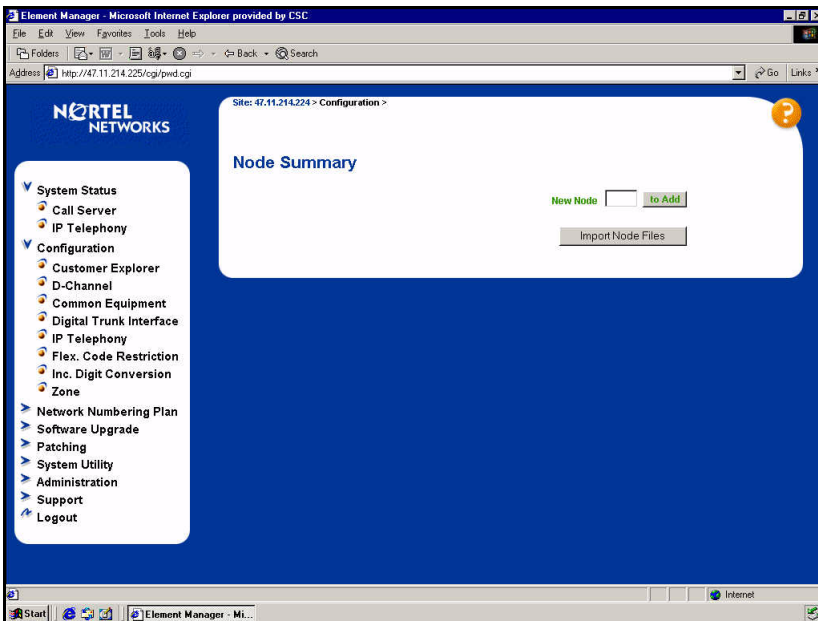 Element Manager - Microsoft Internet Explorer provided by CSC
File Edit View Favorites Tools Help
Folders Back Search
Address http://47.11.214.225/cgi/pwd.cgi Go Links
NORTEL
NETWORKS
Site: 47.11.214.224 > Configuration >
?
Node Summary
New Node to Add
Import Node Files
System Status
Call Server
IP Telephony
Configuration
Customer Explorer
D-Channel
Common Equipment
Digital Trunk Interface
IP Telephony
Flex. Code Restriction
Inc. Digit Conversion
Zone
Network Numbering Plan
Software Upgrade
Patching
System Utility
Administration
Support
Logout
Internet
Start Element Manager - Mi...